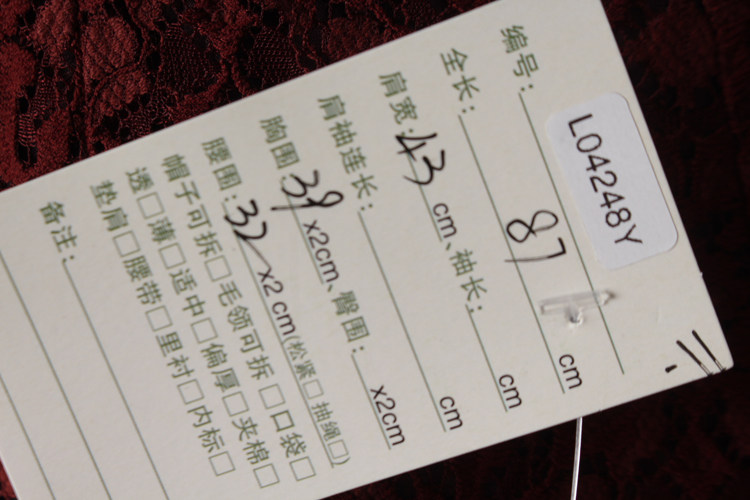 编号: L04248Y
全长: 87 cm
肩宽: 43 cm、袖长: cm
肩袖连长: cm
胸围: 39 x2cm、臀围: x2cm
腰围: 32 x2 cm(松紧□ 抽绳□)
帽子可拆□ 毛领可拆□ 口袋□
透□ 薄□ 适中□ 偏厚□ 夹棉□
垫肩□ 腰带□ 里衬□ 内标□
备注: